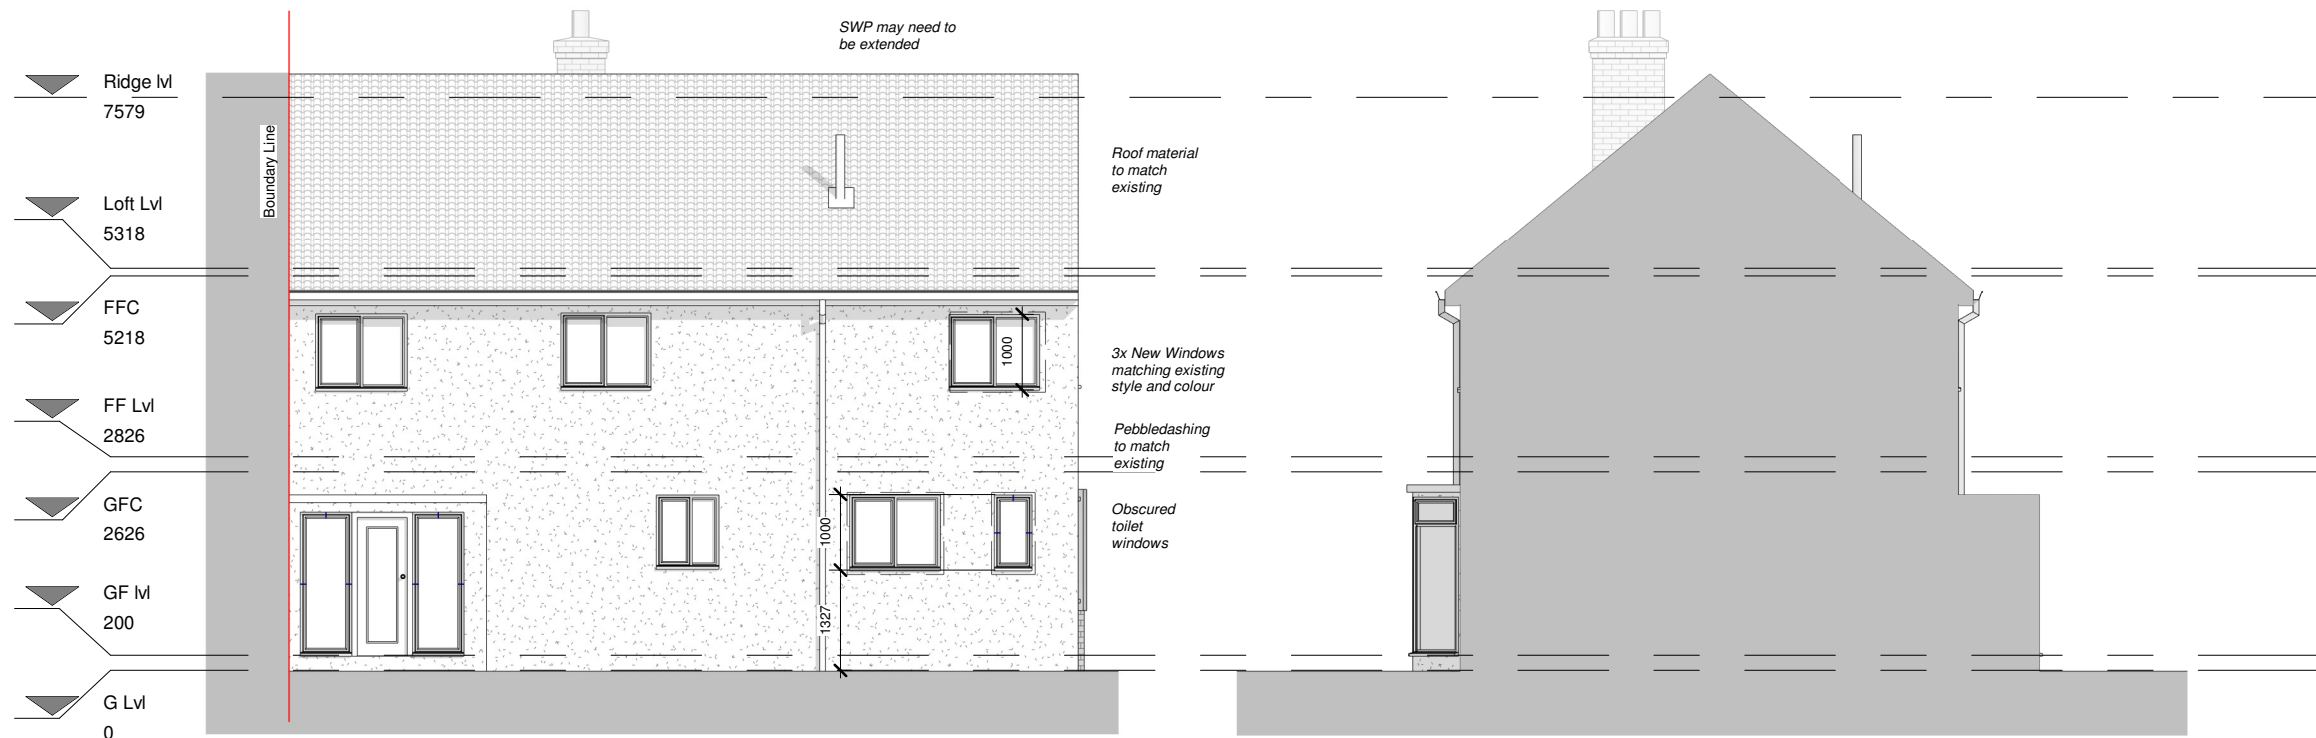 SWP may need to
be extended
Ridge lvl
7579
Boundary Line
Roof material
to match
existing
Loft Lvl
5318
FFC
5218
1000
3x New Windows
matching existing
style and colour
FF Lvl
2826
Pebbledashing
to match
existing
GFC
2626
1000
Obscured
toilet
windows
GF lvl
200
1327
G Lvl
0